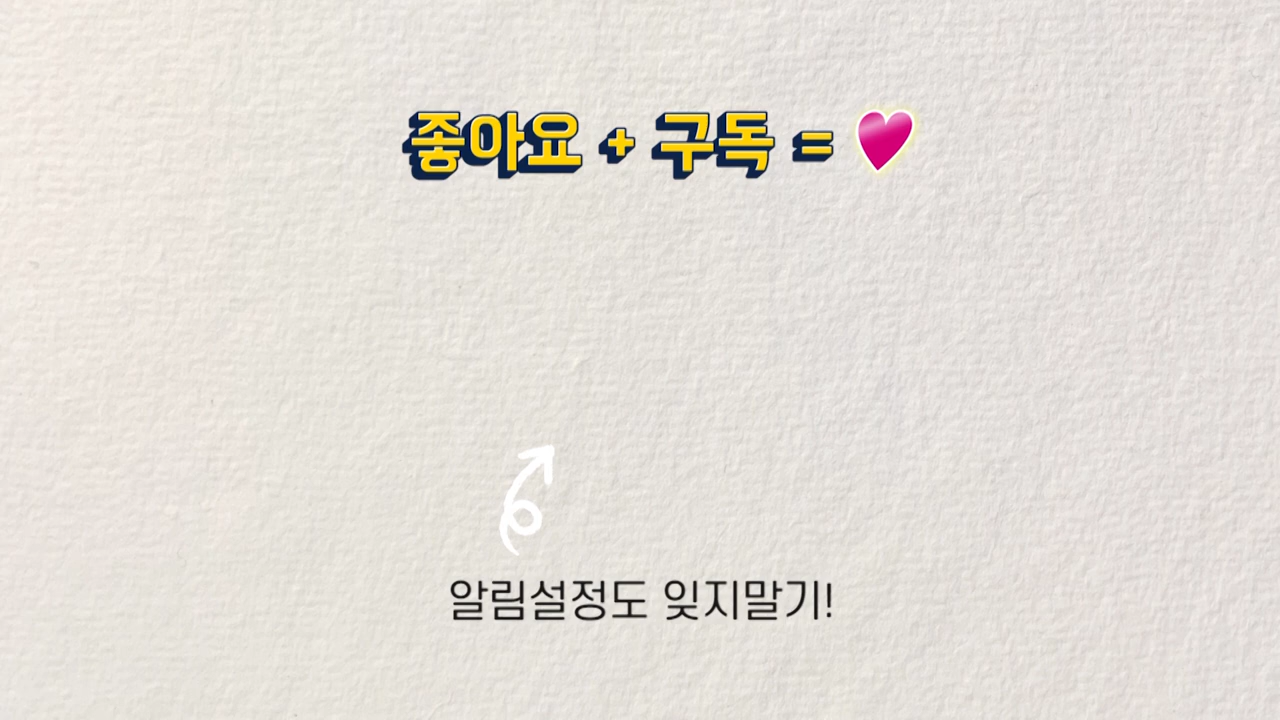 좋아요 + 구독 = 💗
알림설정도 잊지말기!